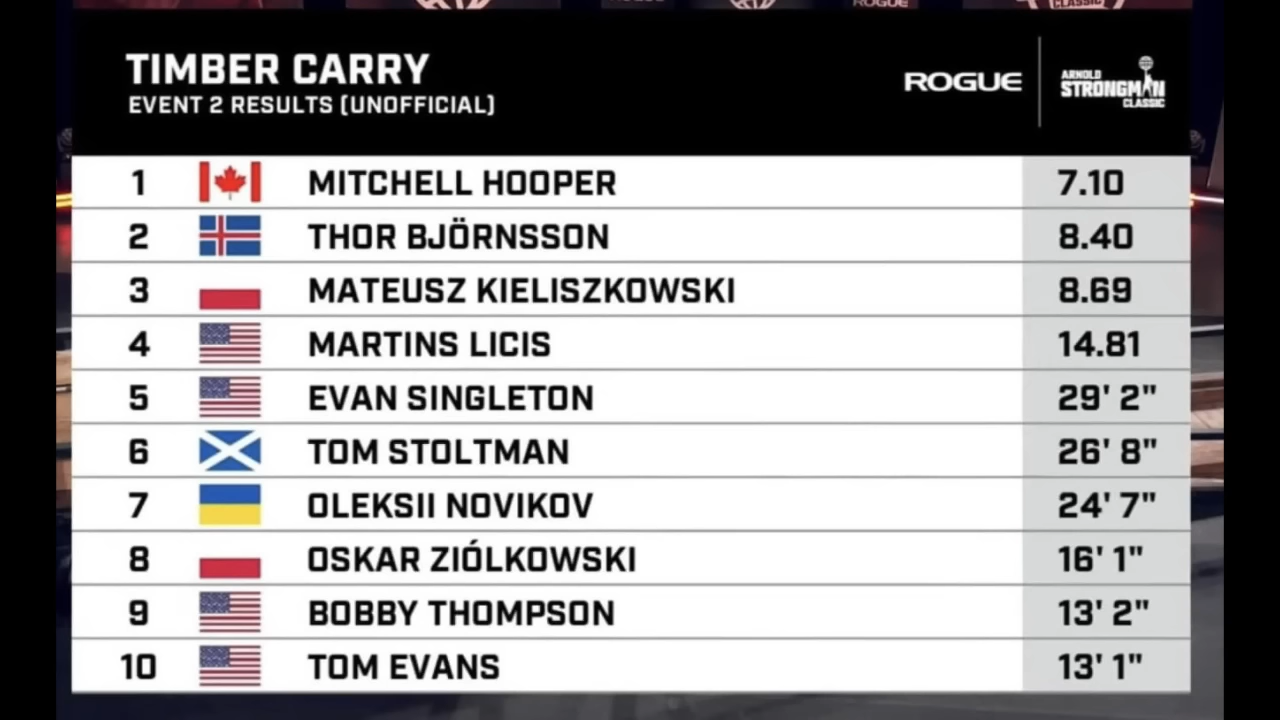 ROGUE
CLASSIC
TIMBER CARRY
EVENT 2 RESULTS (UNOFFICIAL)
ROGUE
ARNOLD
STRONGMAN
CLASSIC
1 MITCHELL HOOPER 7.10
2 THOR BJÖRNSSON 8.40
3 MATEUSZ KIELISZKOWSKI 8.69
4 MARTINS LICIS 14.81
5 EVAN SINGLETON 29' 2"
6 TOM STOLTMAN 26' 8"
7 OLEKSII NOVIKOV 24' 7"
8 OSKAR ZIÓLKOWSKI 16' 1"
9 BOBBY THOMPSON 13' 2"
10 TOM EVANS 13' 1"